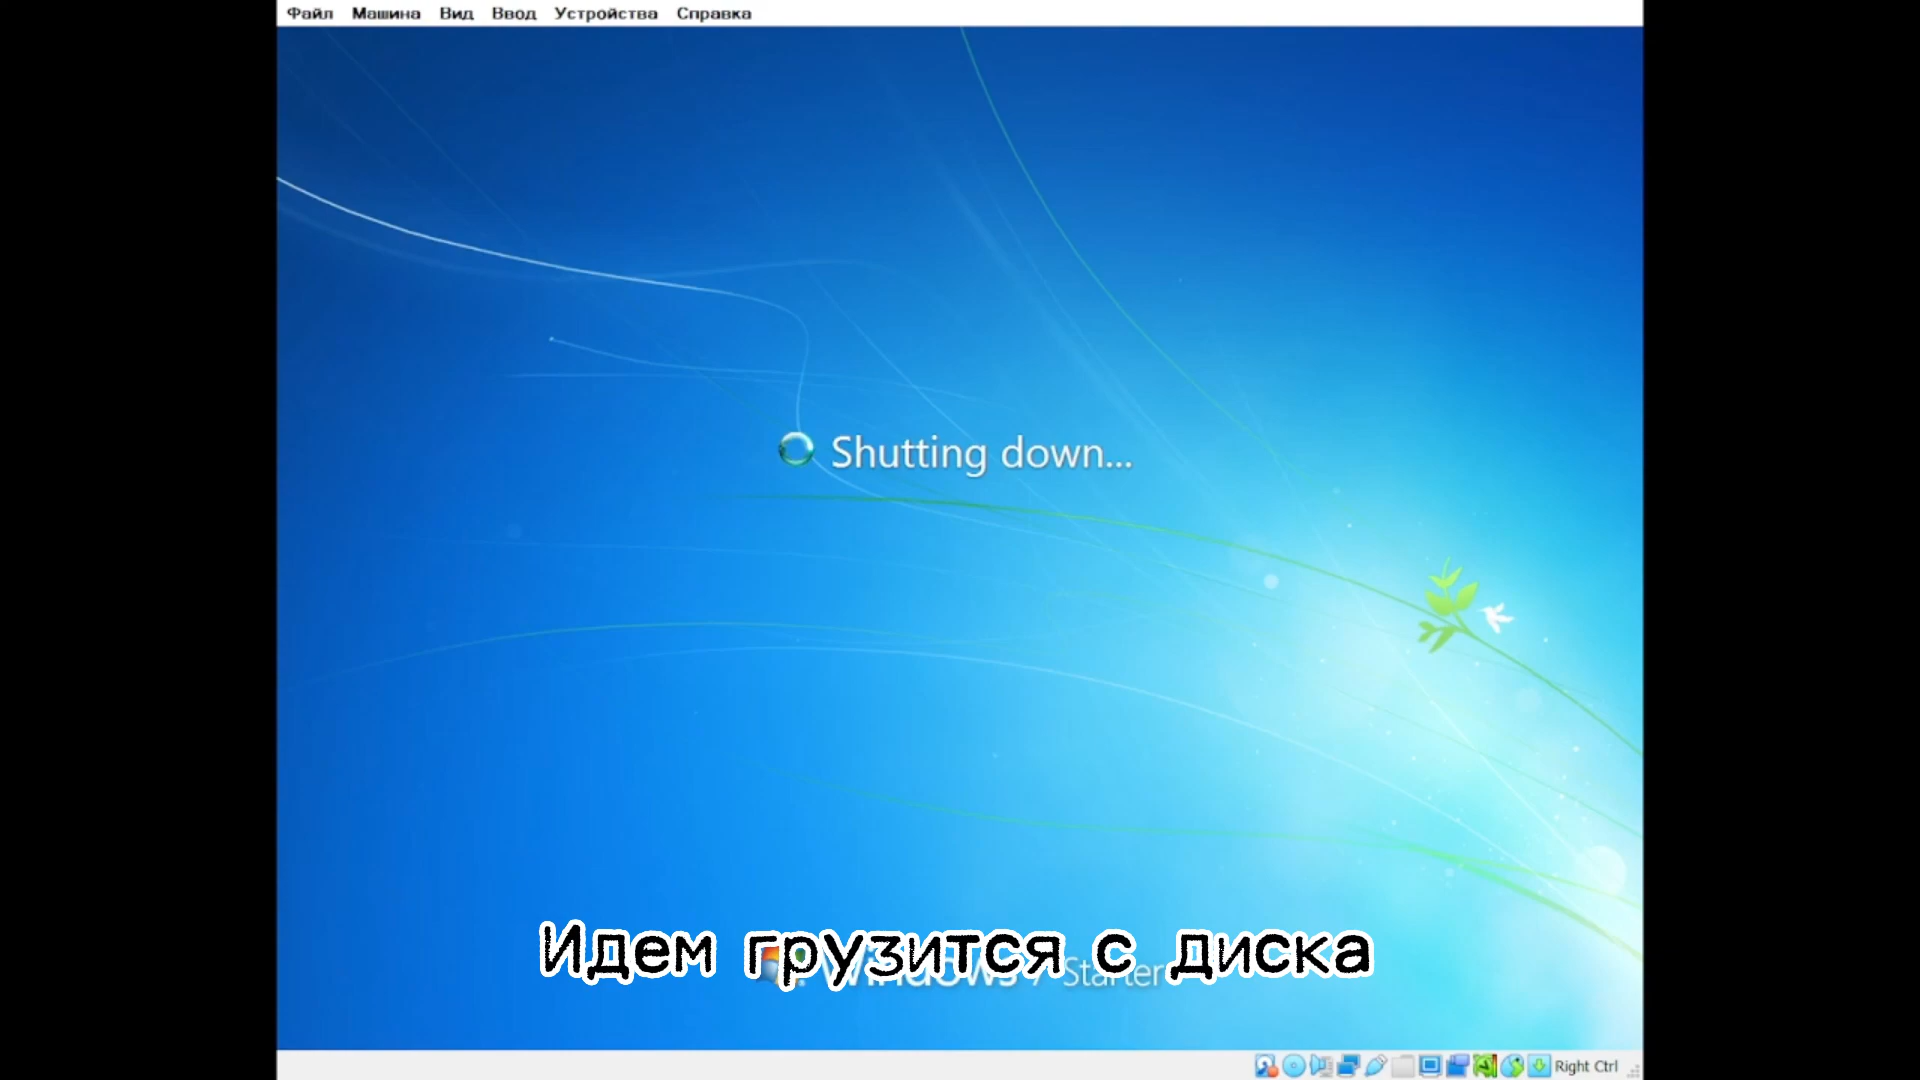 Файл Машина Вид Ввод Устройства Справка
Shutting down...
Идем грузится с диска
Windows 7 Starter
Right Ctrl